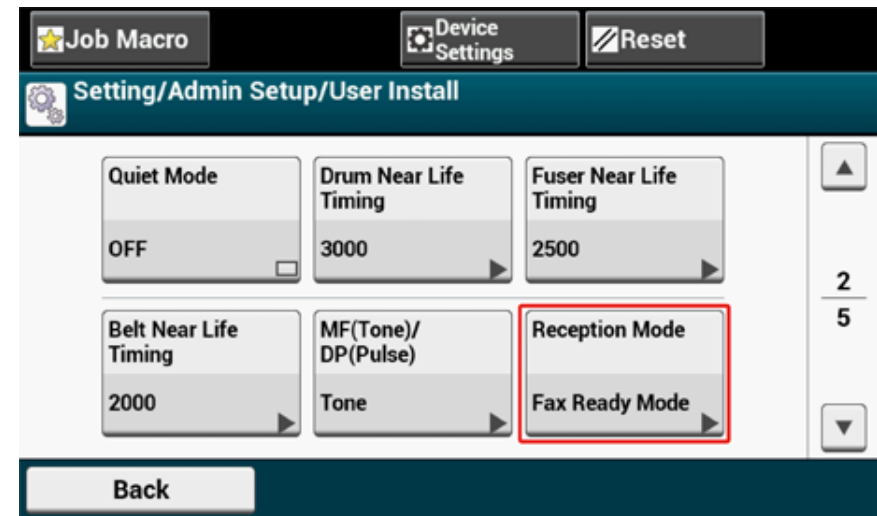 Job Macro
Device
Settings
Reset
Setting/Admin Setup/User Install
Quiet Mode
OFF
Drum Near Life
Timing
3000
Fuser Near Life
Timing
2500
Belt Near Life
Timing
2000
MF(Tone)/
DP(Pulse)
Tone
Reception Mode
Fax Ready Mode
2
5
Back